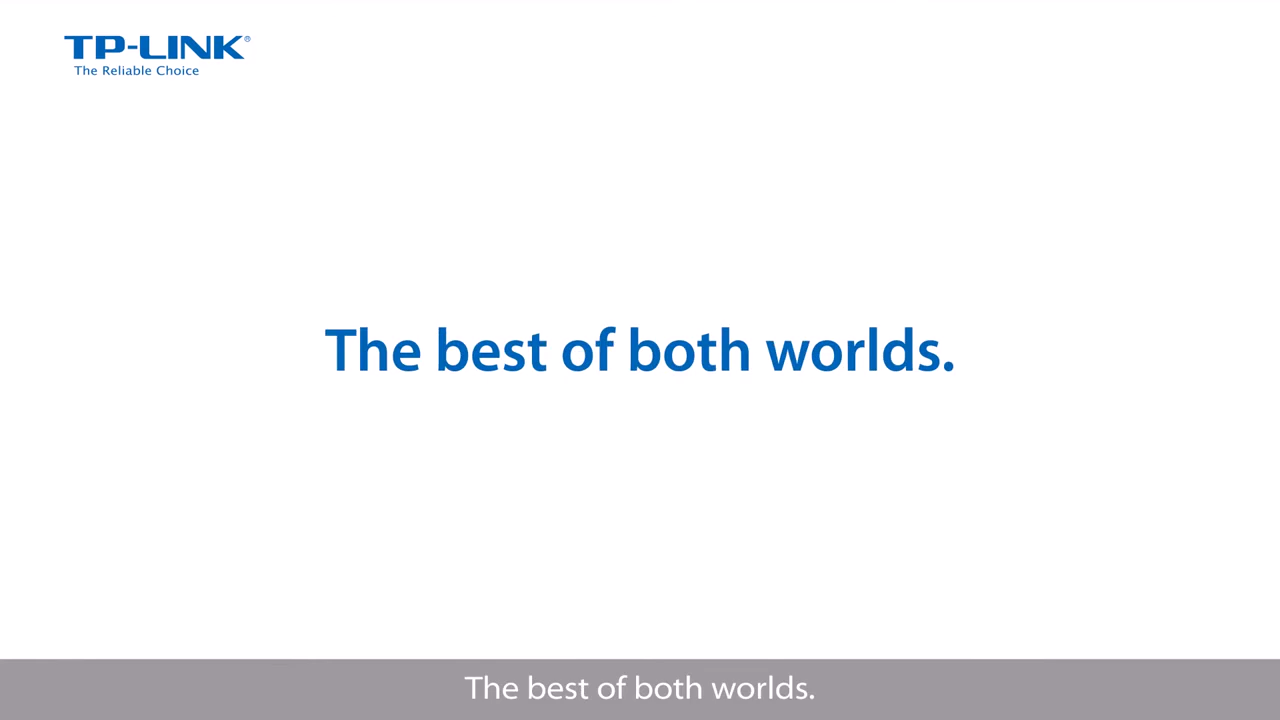 TP-LINK®
The Reliable Choice
The best of both worlds.
The best of both worlds.